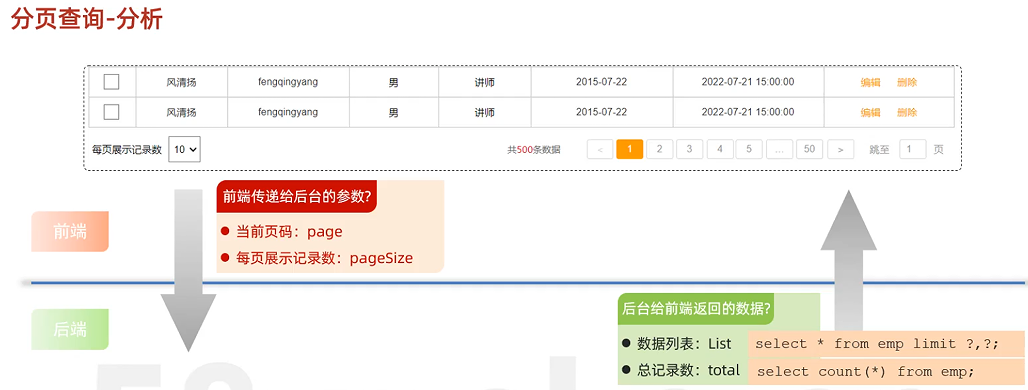 分页查询-分析
风清扬 fengqingyang 男 讲师 2015-07-22 2022-07-21 15:00:00 编辑 删除
风清扬 fengqingyang 男 讲师 2015-07-22 2022-07-21 15:00:00 编辑 删除
每页展示记录数 10 共500条数据 < 1 2 3 4 5 ... 50 > 跳至 1 页
前端传递给后台的参数?
前端
当前页码：page
每页展示记录数：pageSize
后端
后台给前端返回的数据?
数据列表：List select * from emp limit ?,?;
总记录数：total select count(*) from emp;